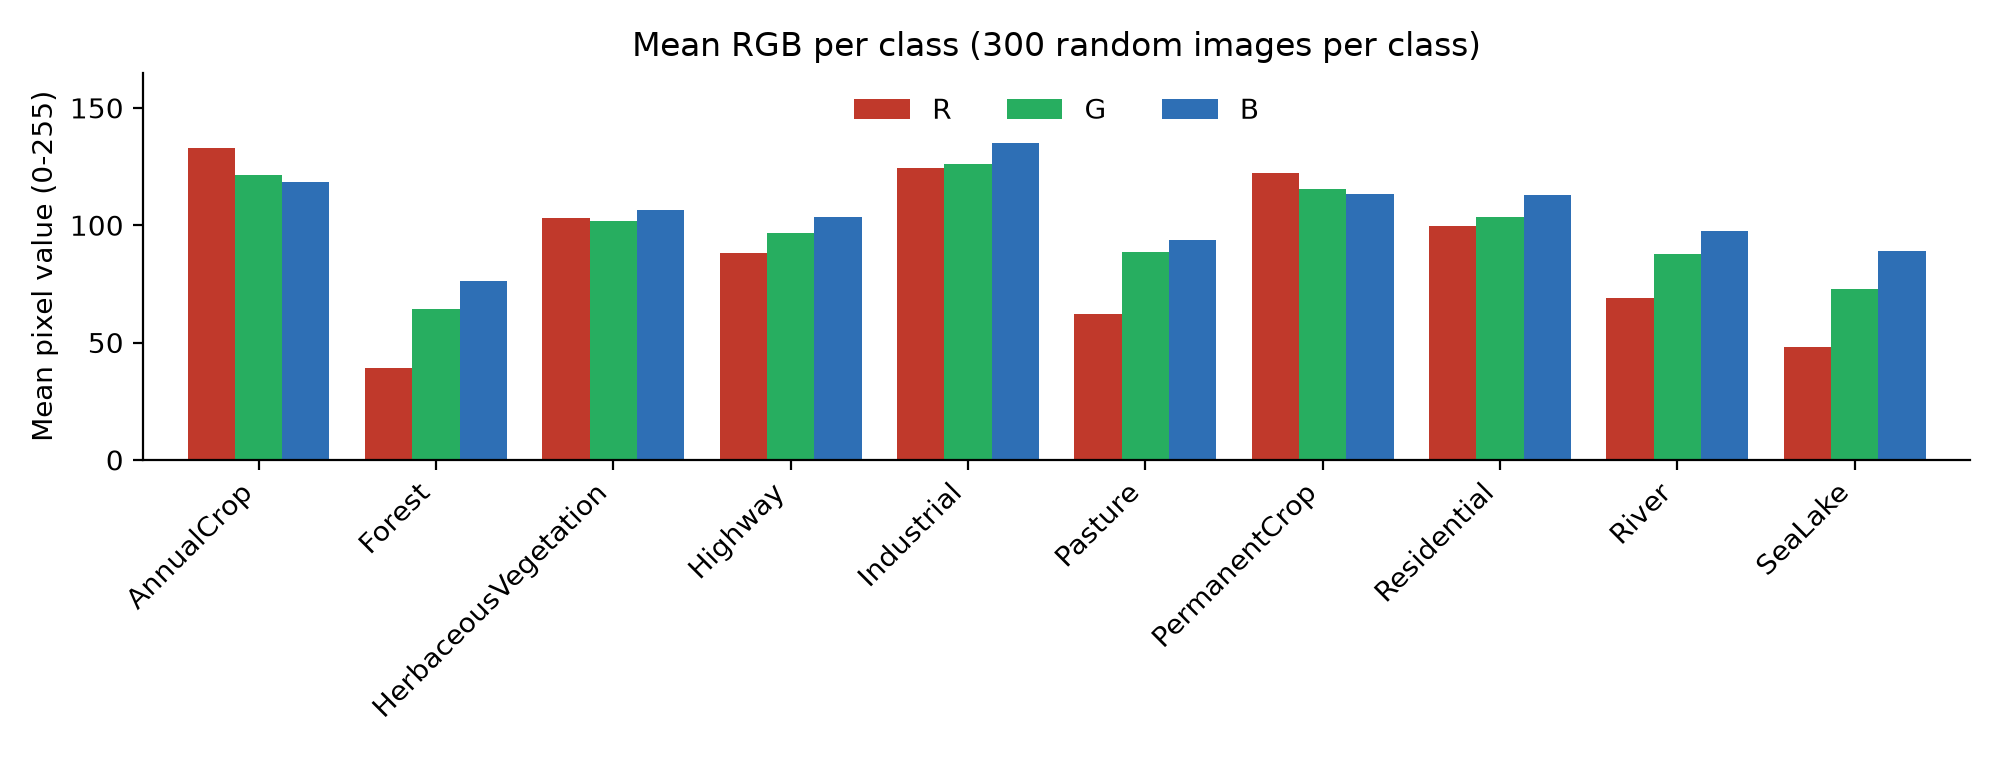 Mean RGB per class (300 random images per class)
R G B
Mean pixel value (0-255)
150
100
50
0
AnnualCrop
Forest
HerbaceousVegetation
Highway
Industrial
Pasture
PermanentCrop
Residential
River
SeaLake